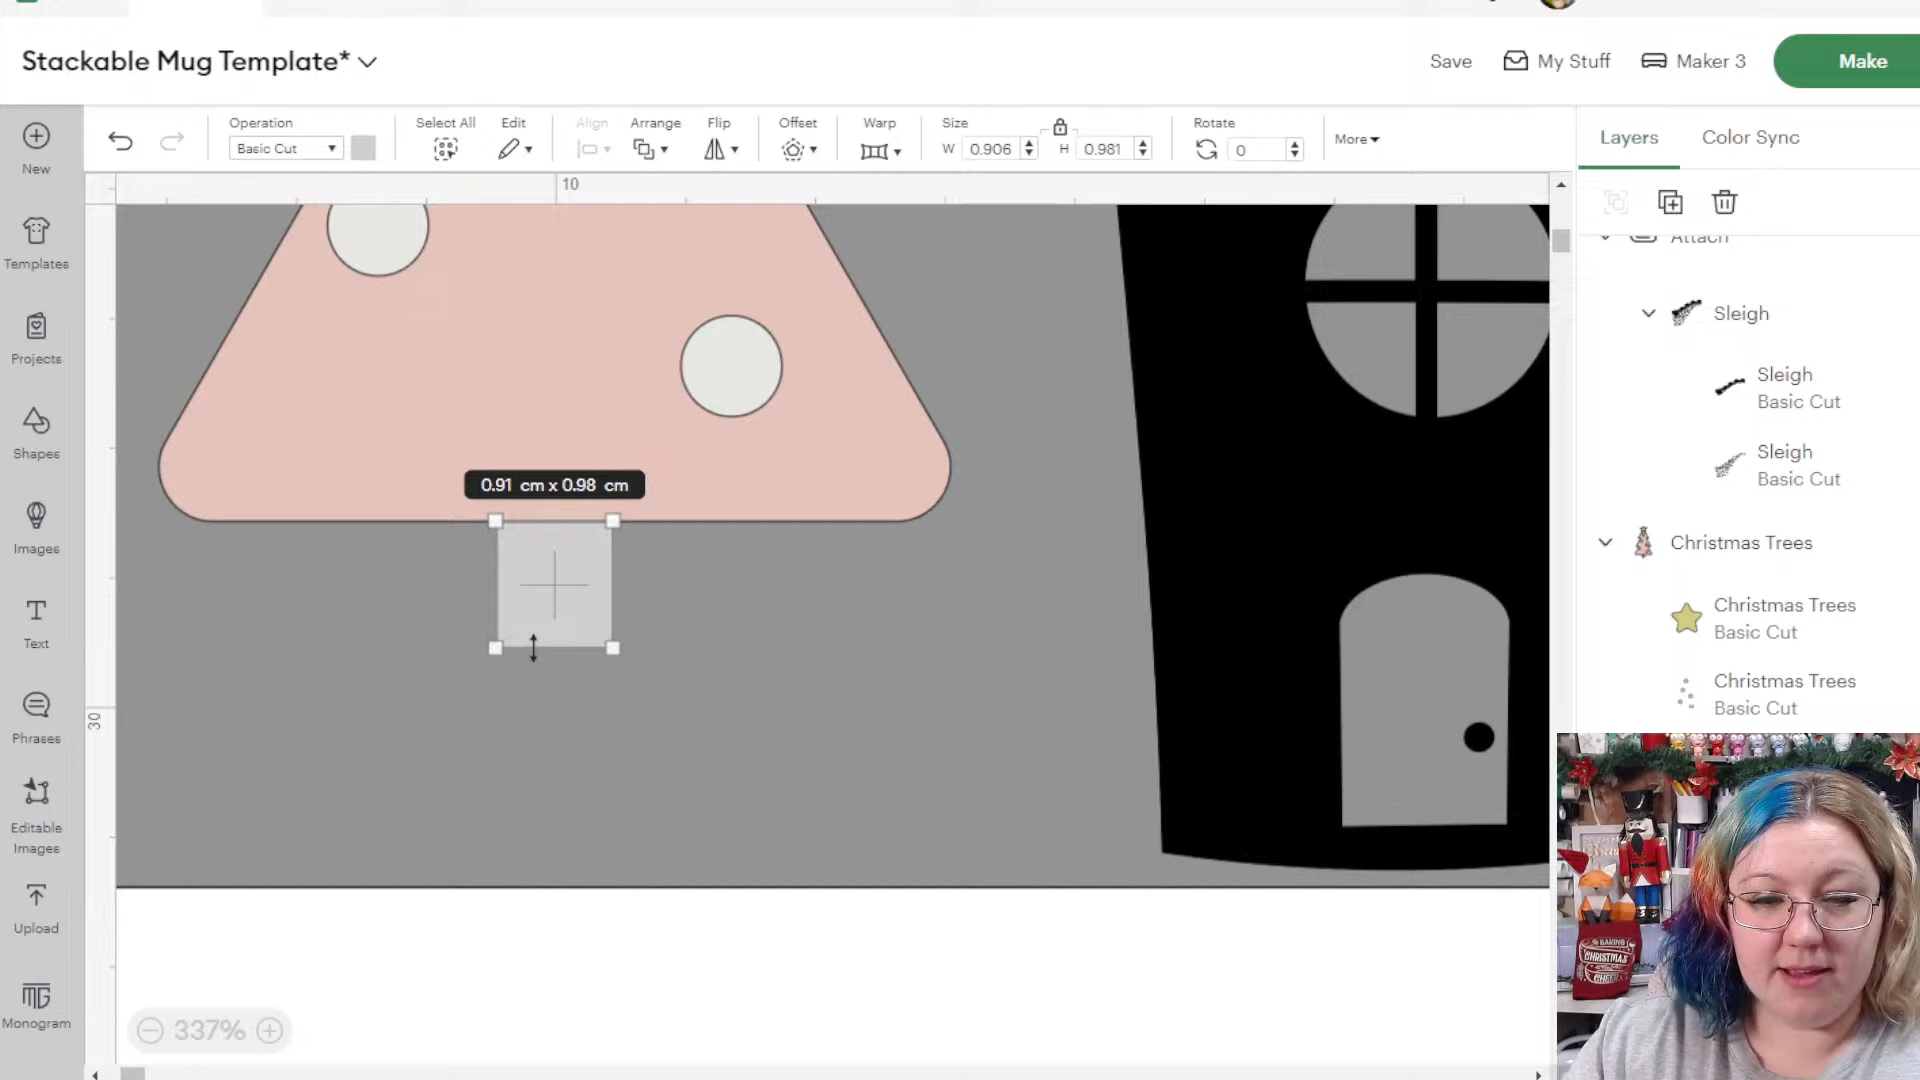 Stackable Mug Template*
Save
My Stuff
Maker 3
Make
Operation
Basic Cut
Select All
Edit
Align
Arrange
Flip
Offset
Warp
Size
W 0.906
H 0.981
Rotate
0
More
Layers
Color Sync
New
Templates
Projects
Shapes
Images
Text
Phrases
Editable
Images
Upload
Monogram
10
30
0.91 cm x 0.98 cm
337%
Attach
Sleigh
Sleigh
Basic Cut
Sleigh
Basic Cut
Christmas Trees
Christmas Trees
Basic Cut
Christmas Trees
Basic Cut
BAKING
CHRISTMAS
CHEER